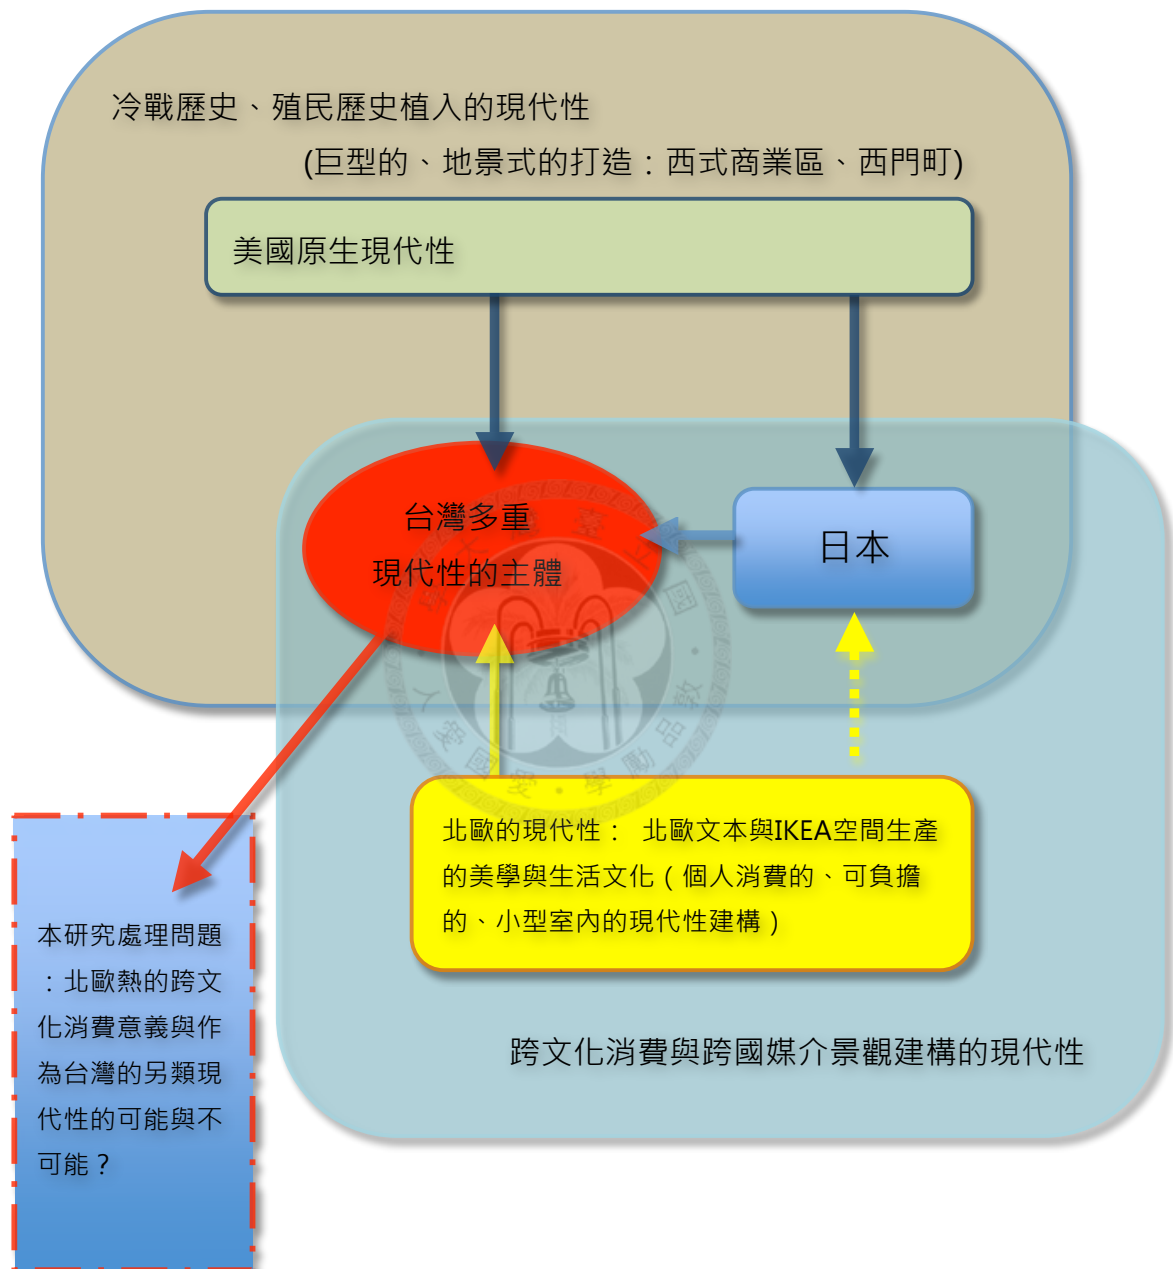 冷戰歷史、殖民歷史植入的現代性
(巨型的、地景式的打造：西式商業區、西門町)
美國原生現代性
台灣多重
現代性的主體
日本
北歐的現代性： 北歐文本與IKEA空間生產
的美學與生活文化（個人消費的、可負擔
的、小型室內的現代性建構）
本研究處理問題
：北歐熱的跨文
化消費意義與作
為台灣的另類現
代性的可能與不
可能？
跨文化消費與跨國媒介景觀建構的現代性